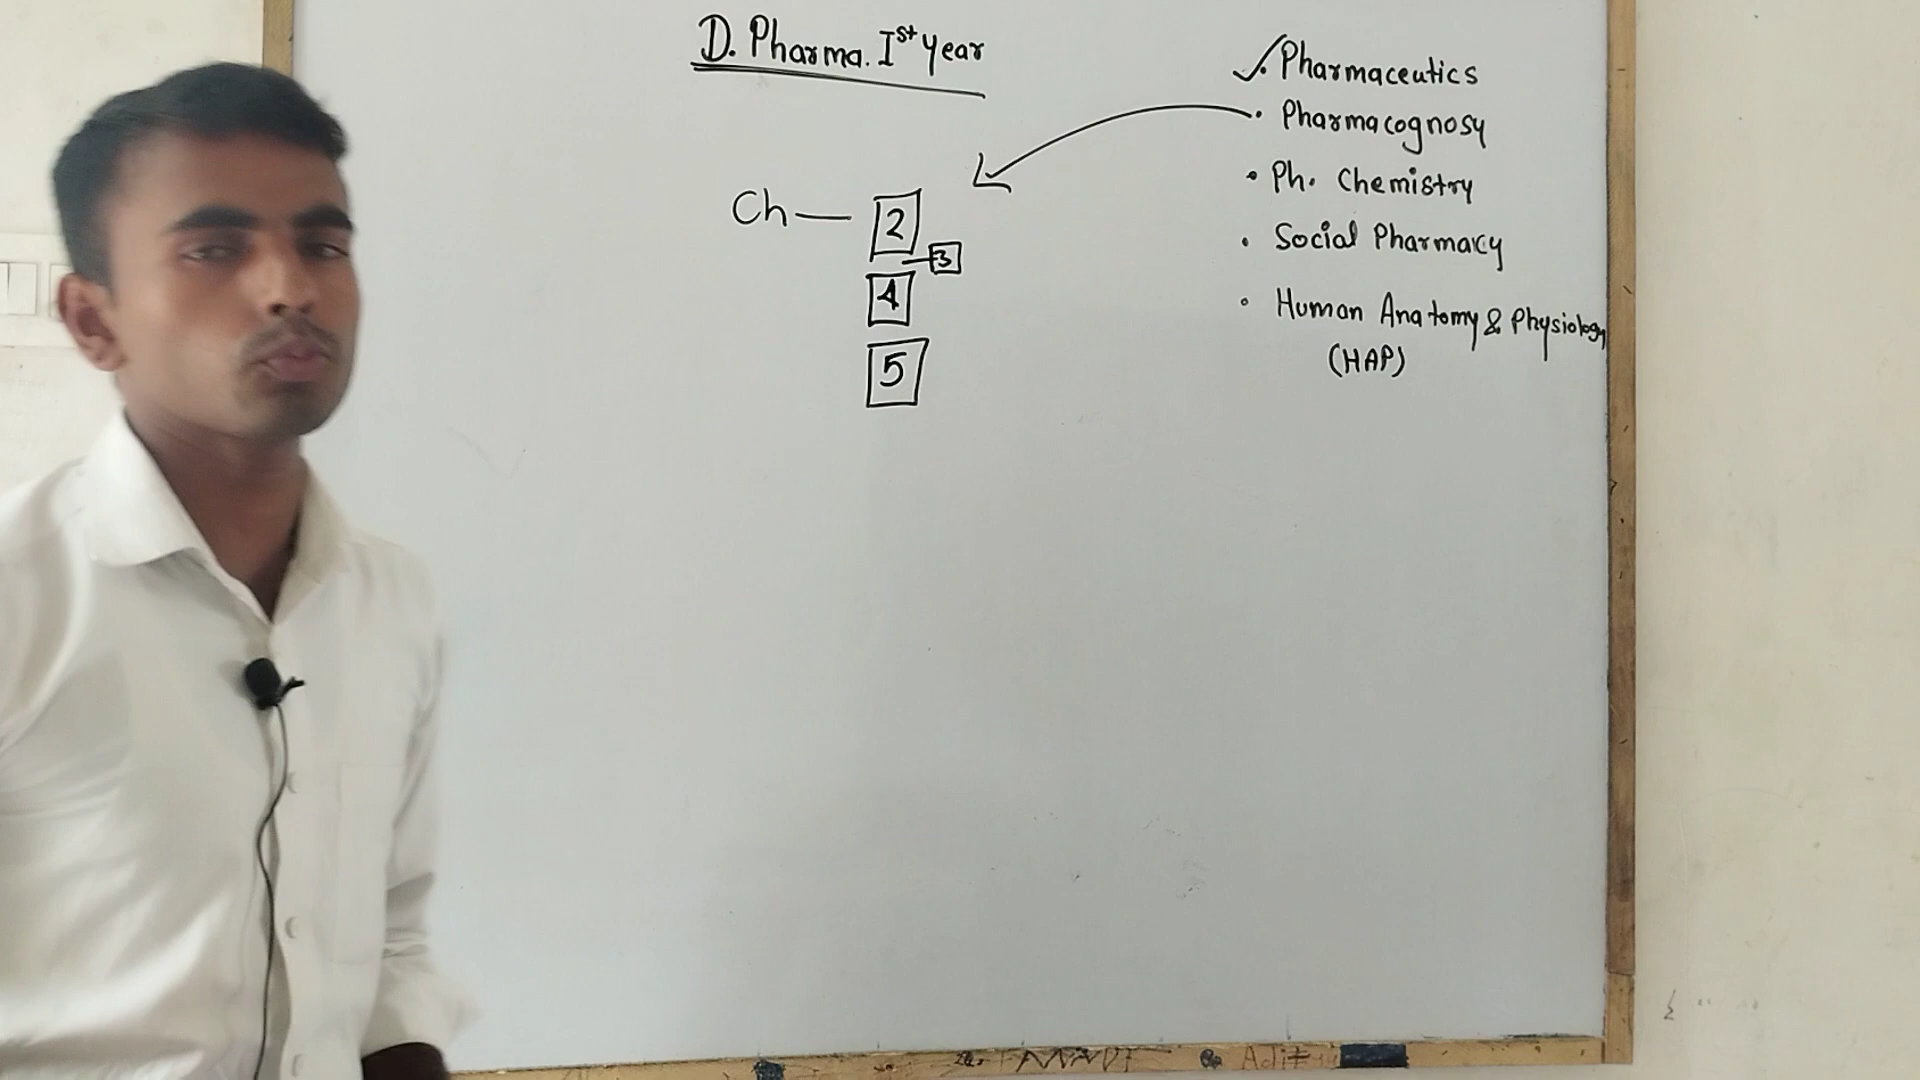 D. Pharma. Ist Year
Ch — 2
3
4
5
✓. Pharmaceutics
• Pharmacognosy
• Ph. Chemistry
• Social Pharmacy
• Human Anatomy & Physiology
(HAP)